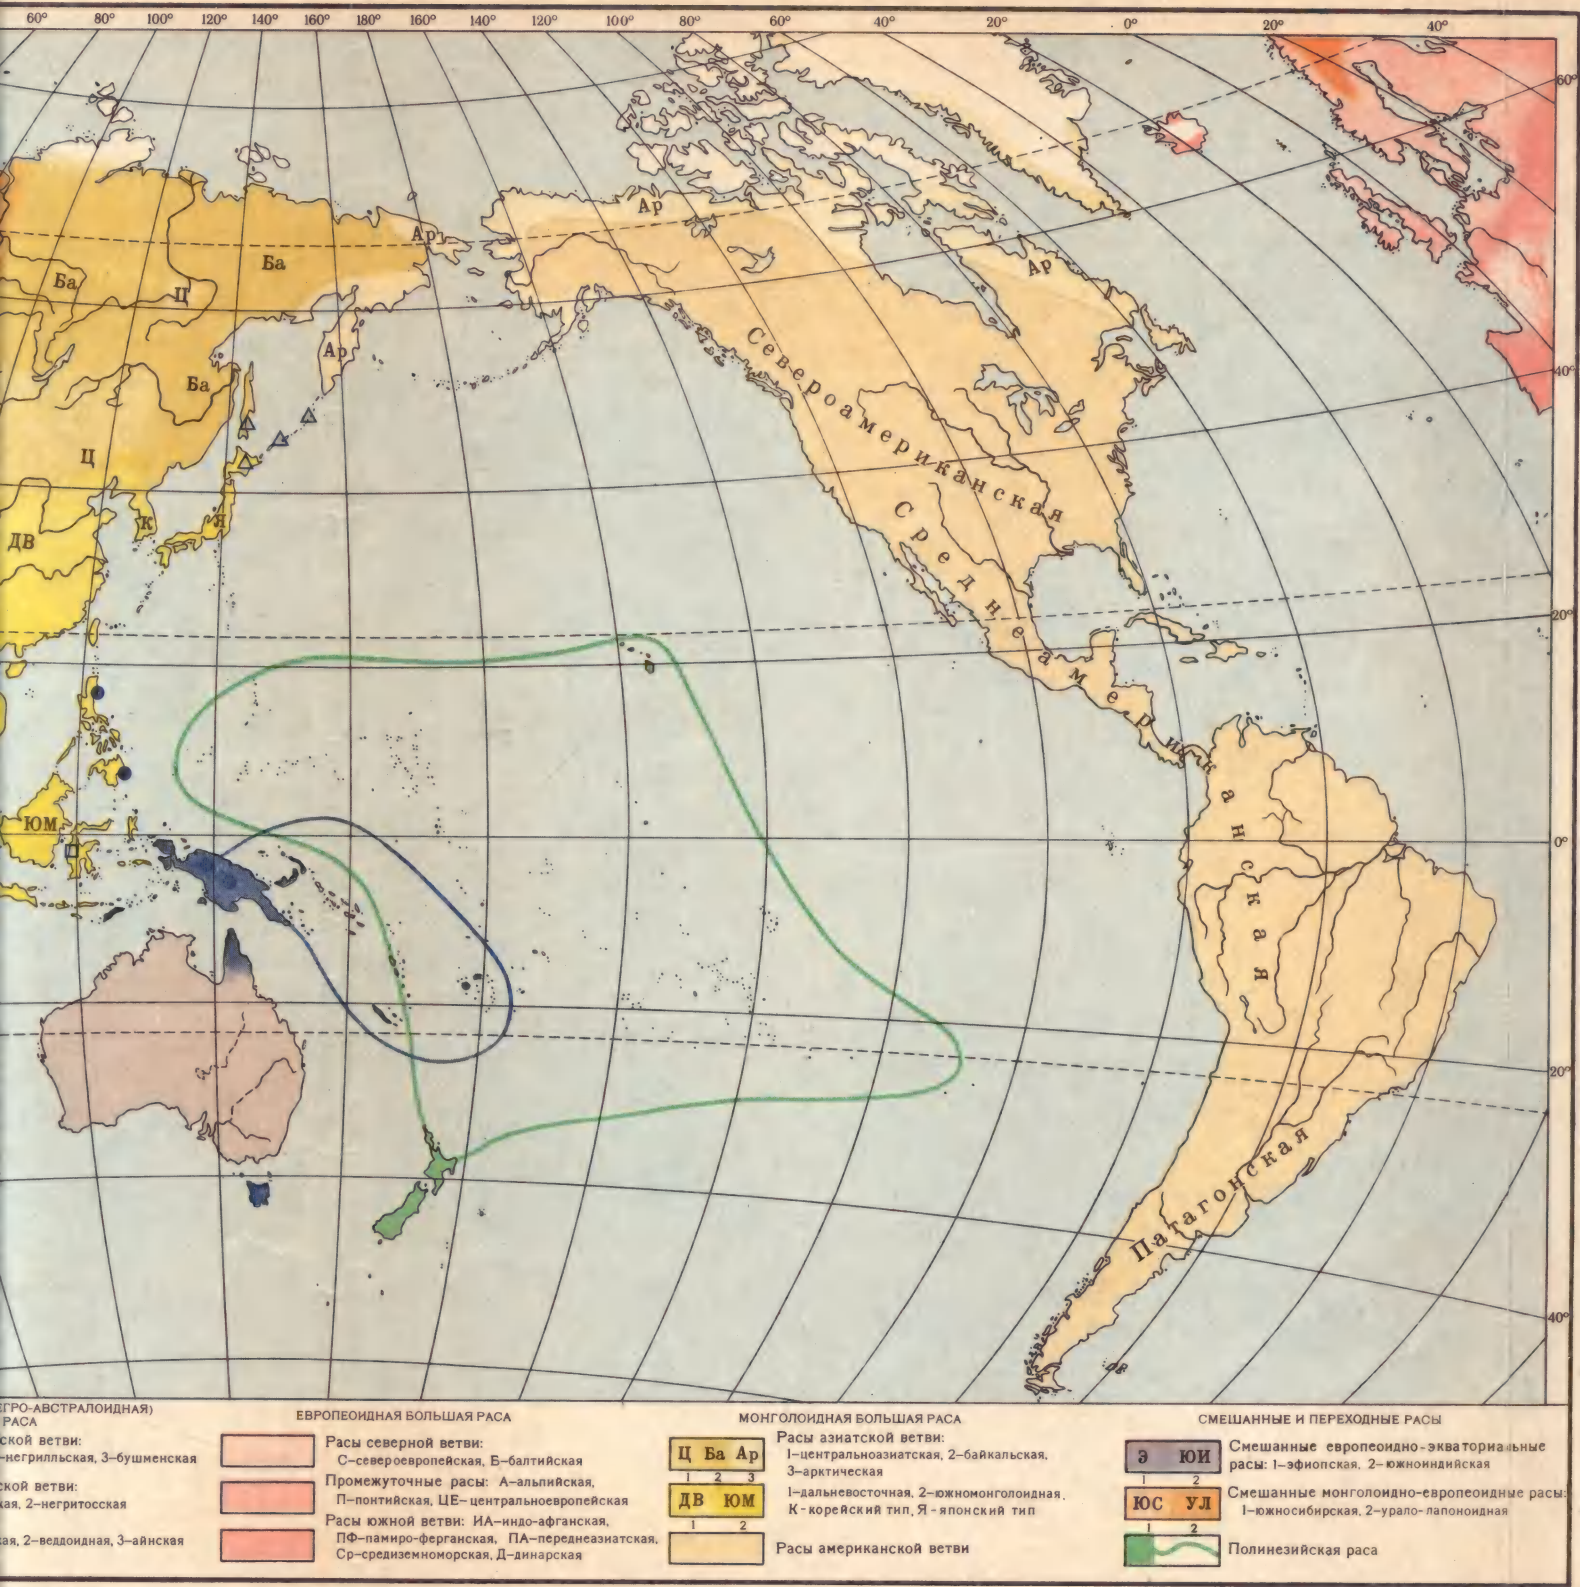 60° 80° 100° 120° 140° 160° 180° 160° 140° 120° 100° 80° 60° 40° 20° 0° 20° 40°
60°
40°
20°
0°
20°
40°
Ар
Ар
Ар
Ар
Ба
Ба
Ц
Ба
Ц
К
Я
ДВ
ЮМ
Североамериканская
Среднеамериканская
Патагонская
ГРО-АВСТРАЛОИДНАЯ)
РАСА
ской ветви:
-негрилльская, 3-бушменская
ской ветви:
кая, 2-негритосская
кая, 2-веддоидная, 3-айнская
ЕВРОПЕОИДНАЯ БОЛЬШАЯ РАСА
Расы северной ветви:
С-североевропейская, Б-балтийская
Промежуточные расы: А-альпийская,
П-понтийская, ЦЕ-центральноевропейская
Расы южной ветви: ИА-индо-афганская,
ПФ-памиро-ферганская, ПА-переднеазиатская,
Ср-средиземноморская, Д-динарская
МОНГОЛОИДНАЯ БОЛЬШАЯ РАСА
Ц Ба Ар
1 2 3
Расы азиатской ветви:
1-центральноазиатская, 2-байкальская,
3-арктическая
ДВ ЮМ
1 2
1-дальневосточная, 2-южномонголоидная,
К-корейский тип, Я-японский тип
Расы американской ветви
СМЕШАННЫЕ И ПЕРЕХОДНЫЕ РАСЫ
Э ЮИ
1 2
Смешанные европеоидно-экваториальные
расы: 1-эфиопская, 2-южноиндийская
ЮС УЛ
1 2
Смешанные монголоидно-европеоидные расы:
1-южносибирская, 2-урало-лапоноидная
Полинезийская раса